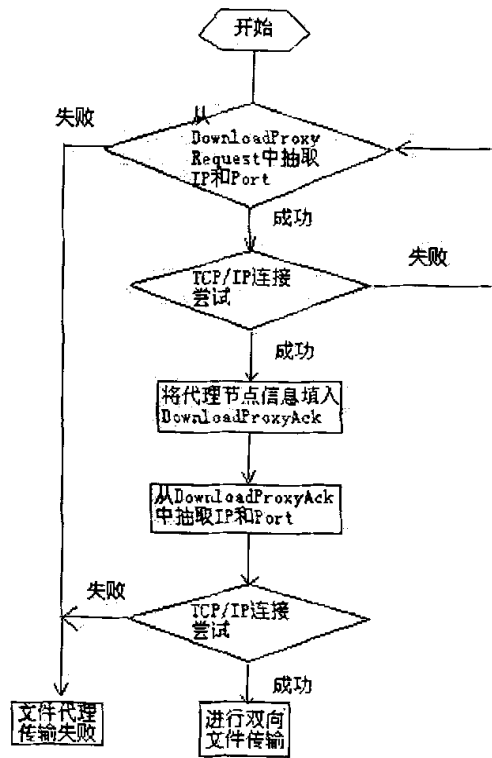 开始
失败
从
DownloadProxy
Request中抽取
IP和Port
成功
失败
TCP/IP连接
尝试
成功
将代理节点信息填入
DownloadProxyAck
从DownloadProxyAck
中抽取IP和Port
失败
TCP/IP连接
尝试
成功
文件代理
传输失败
进行双向
文件传输